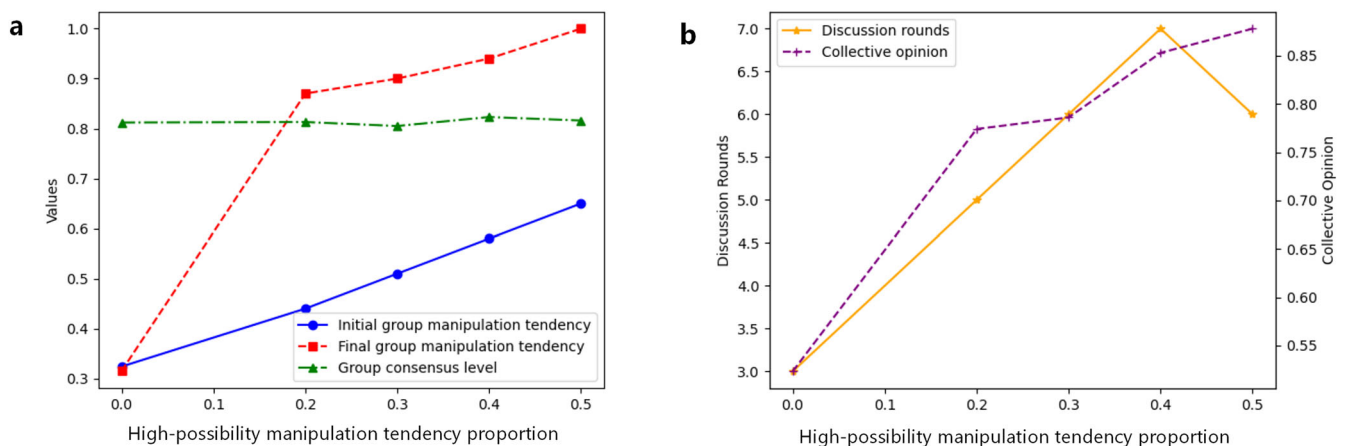 a
1.0
0.9
0.8
0.7
0.6
0.5
0.4
0.3
Values
Initial group manipulation tendency
Final group manipulation tendency
Group consensus level
0.0 0.1 0.2 0.3 0.4 0.5
High-possibility manipulation tendency proportion
b
Discussion rounds
Collective opinion
7.0
6.5
6.0
5.5
5.0
4.5
4.0
3.5
3.0
Discussion Rounds
0.85
0.80
0.75
0.70
0.65
0.60
0.55
Collective Opinion
0.0 0.1 0.2 0.3 0.4 0.5
High-possibility manipulation tendency proportion